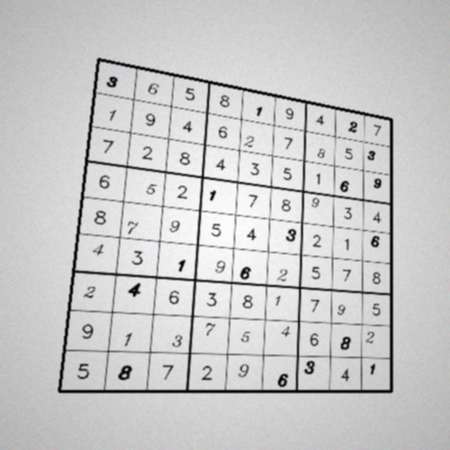 3 6 5 8 1 9 4 2 7
1 9 4 6 2 7 8 5 3
7 2 8 4 3 5 1 6 9
6 5 2 1 7 8 9 3 4
8 7 9 5 4 3 2 1 6
4 3 1 9 6 2 5 7 8
2 4 6 3 8 1 7 9 5
9 1 3 7 5 4 6 8 2
5 8 7 2 9 6 3 4 1